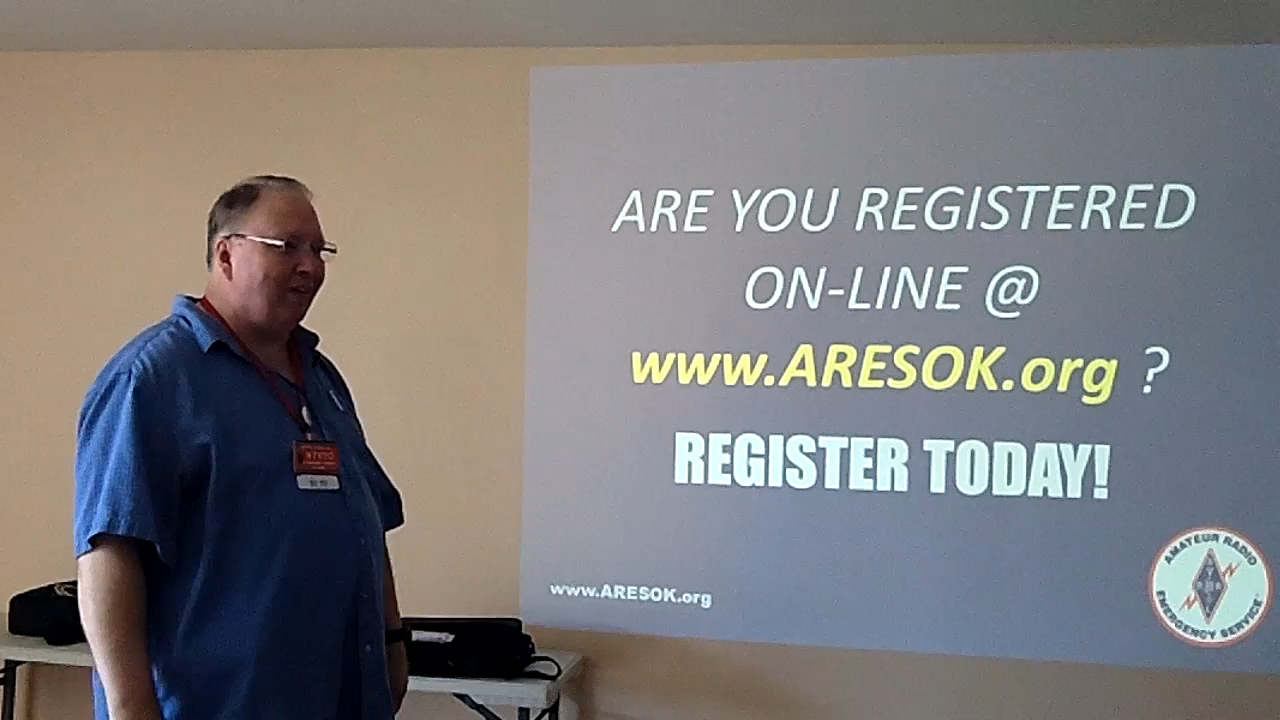 ARE YOU REGISTERED
ON-LINE @
www.ARESOK.org ?
REGISTER TODAY!
www.ARESOK.org
AMATEUR RADIO
EMERGENCY SERVICE